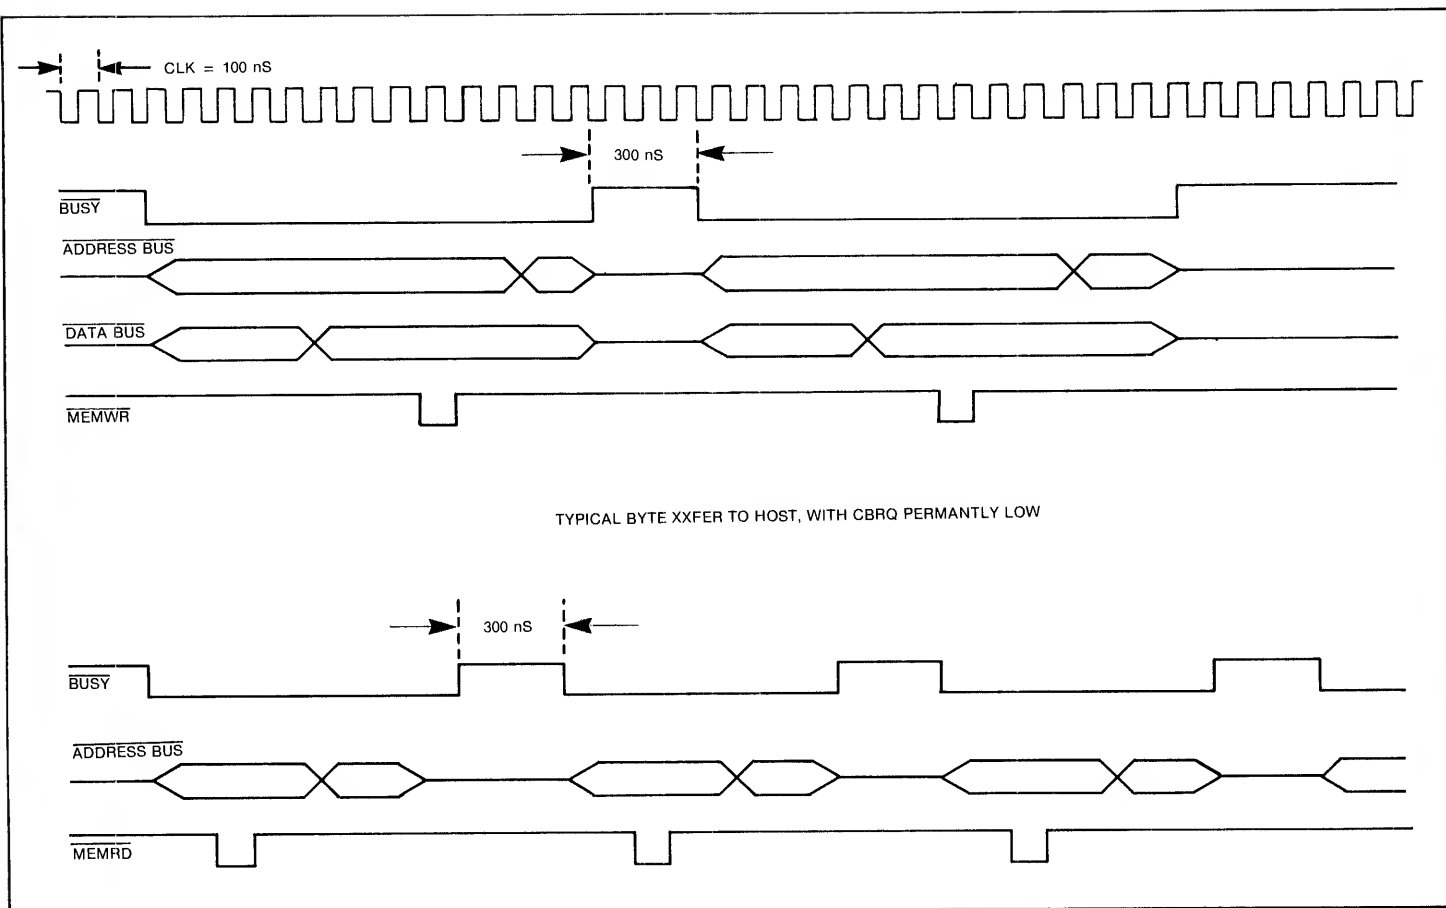 CLK = 100 nS
300 nS
BUSY
ADDRESS BUS
DATA BUS
MEMWR
TYPICAL BYTE XXFER TO HOST, WITH CBRQ PERMANTLY LOW
300 nS
BUSY
ADDRESS BUS
MEMRD